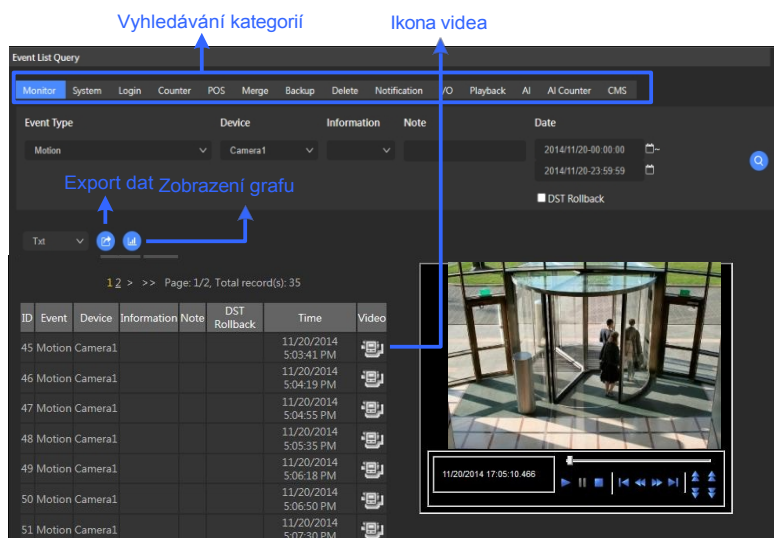 Vyhledávání kategorií Ikona videa
Event List Query
Monitor System Login Counter POS Merge Backup Delete Notification I/O Playback AI AI Counter CMS
Event Type Device Information Note Date
Motion Camera1 2014/11/20-00:00:00 ~
2014/11/20-23:59:59
Export dat Zobrazení grafu
DST Rollback
Txt
1 2 > >> Page: 1/2, Total record(s): 35
ID Event Device Information Note DST Rollback Time Video
45 Motion Camera1 11/20/2014 5:03:41 PM
46 Motion Camera1 11/20/2014 5:04:19 PM
47 Motion Camera1 11/20/2014 5:04:55 PM
48 Motion Camera1 11/20/2014 5:05:35 PM
49 Motion Camera1 11/20/2014 5:06:18 PM
50 Motion Camera1 11/20/2014 5:06:50 PM
51 Motion Camera1 11/20/2014 5:07:30 PM
11/20/2014 17:05:10.466